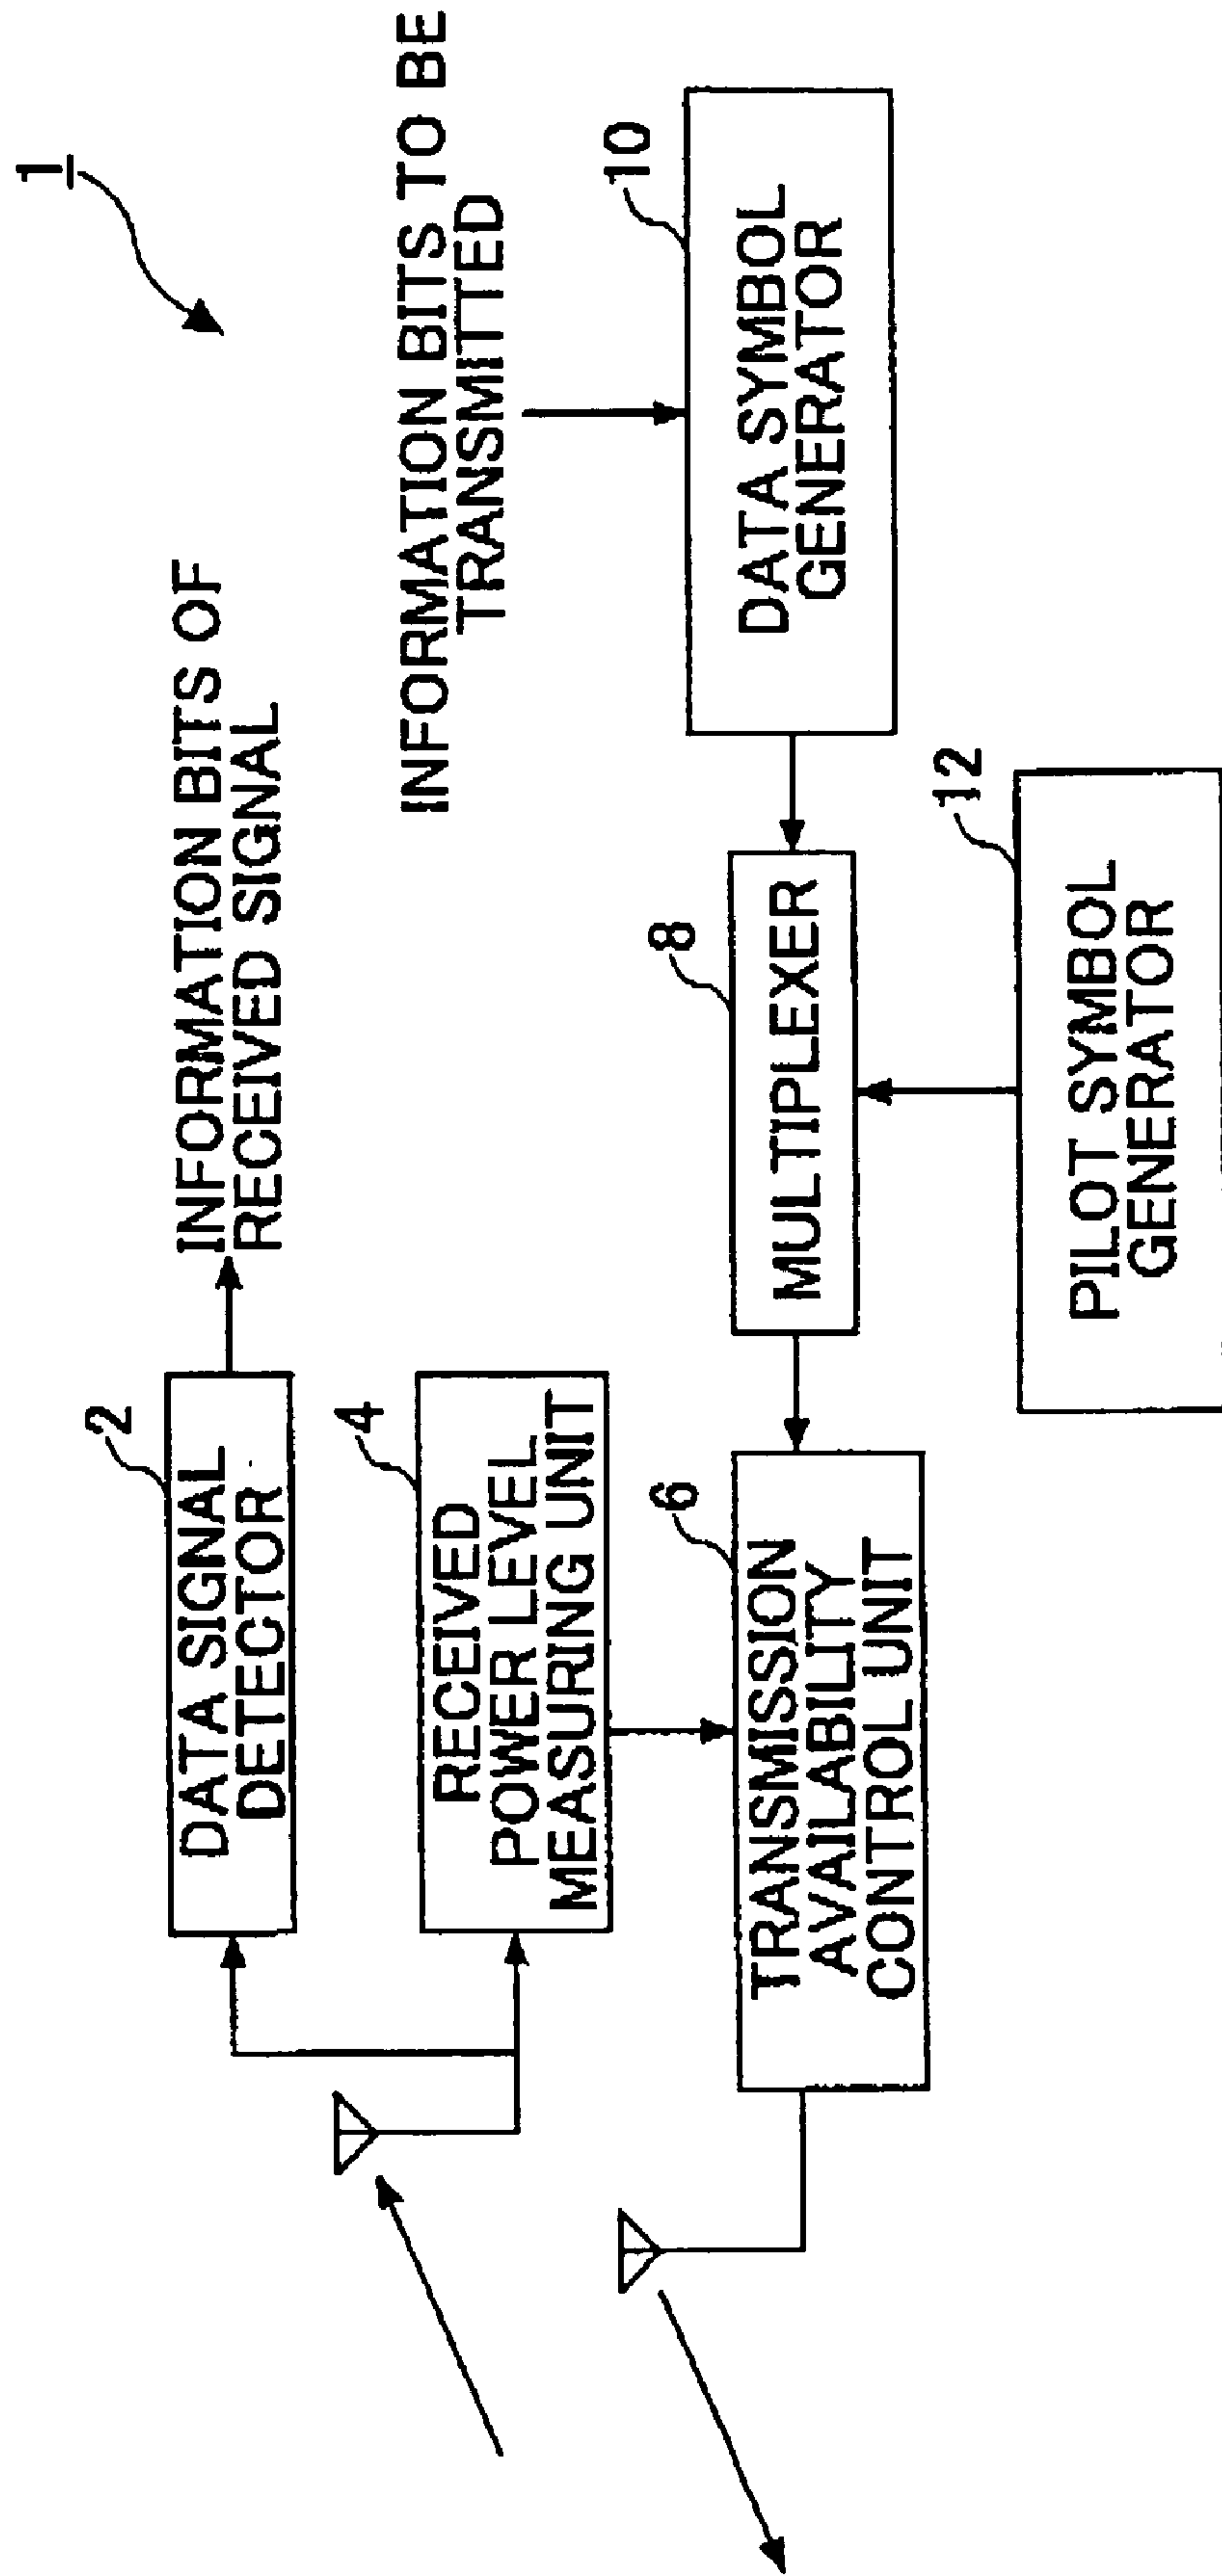 1
INFORMATION BITS OF
RECEIVED SIGNAL
2
DATA SIGNAL
DETECTOR
4
RECEIVED
POWER LEVEL
MEASURING UNIT
INFORMATION BITS TO BE
TRANSMITTED
6
TRANSMISSION
AVAILABILITY
CONTROL UNIT
8
MULTIPLEXER
10
DATA SYMBOL
GENERATOR
12
PILOT SYMBOL
GENERATOR